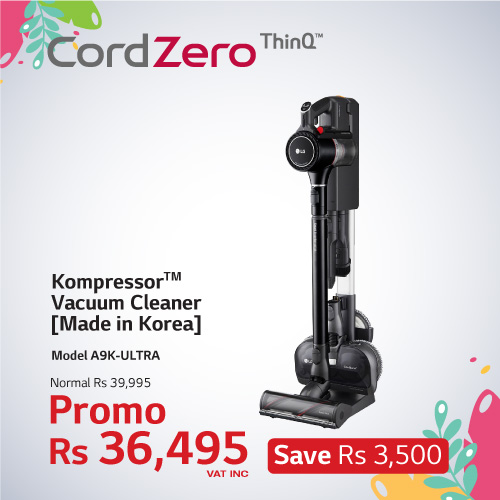 CordZero ThinQ™
LG
Kompressor™
Vacuum Cleaner
[Made in Korea]
Model A9K-ULTRA
Normal Rs 39,995
Promo
Rs 36,495
VAT INC
Save Rs 3,500